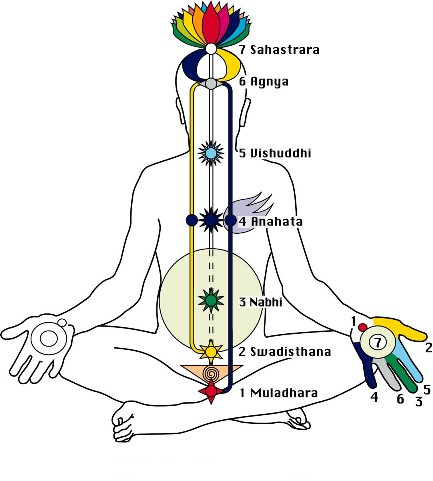 7 Sahastrara
6 Agnya
5 Vishuddhi
4 Anahata
3 Nabhi
2 Swadisthana
1 Muladhara
1
7
2
5
3
6
4